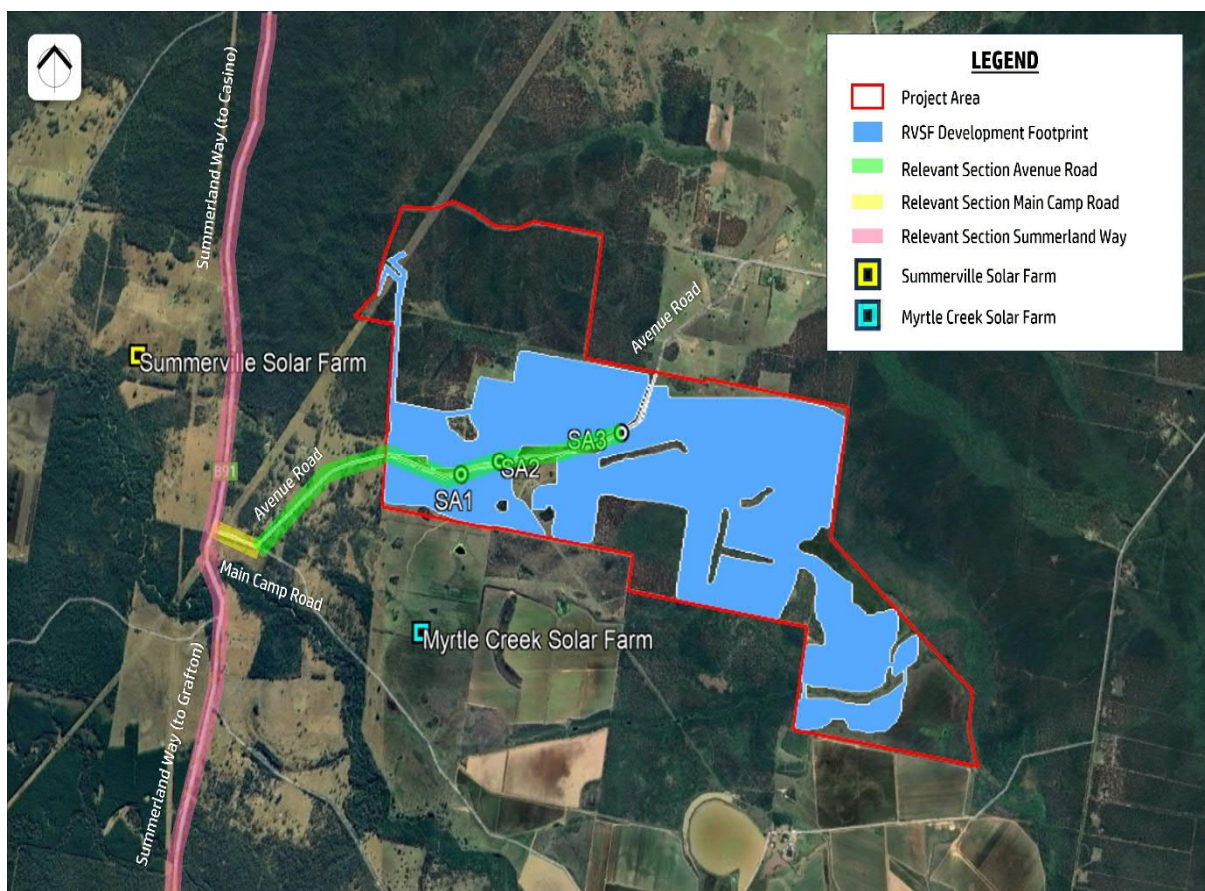 LEGEND
Project Area
RVSF Development Footprint
Relevant Section Avenue Road
Relevant Section Main Camp Road
Relevant Section Summerland Way
Summerville Solar Farm
Myrtle Creek Solar Farm
Summerland Way (to Casino)
Avenue Road
Summerville Solar Farm
SA3
SA2
SA1
B91
Avenue Road
Main Camp Road
Myrtle Creek Solar Farm
Summerland Way (to Grafton)